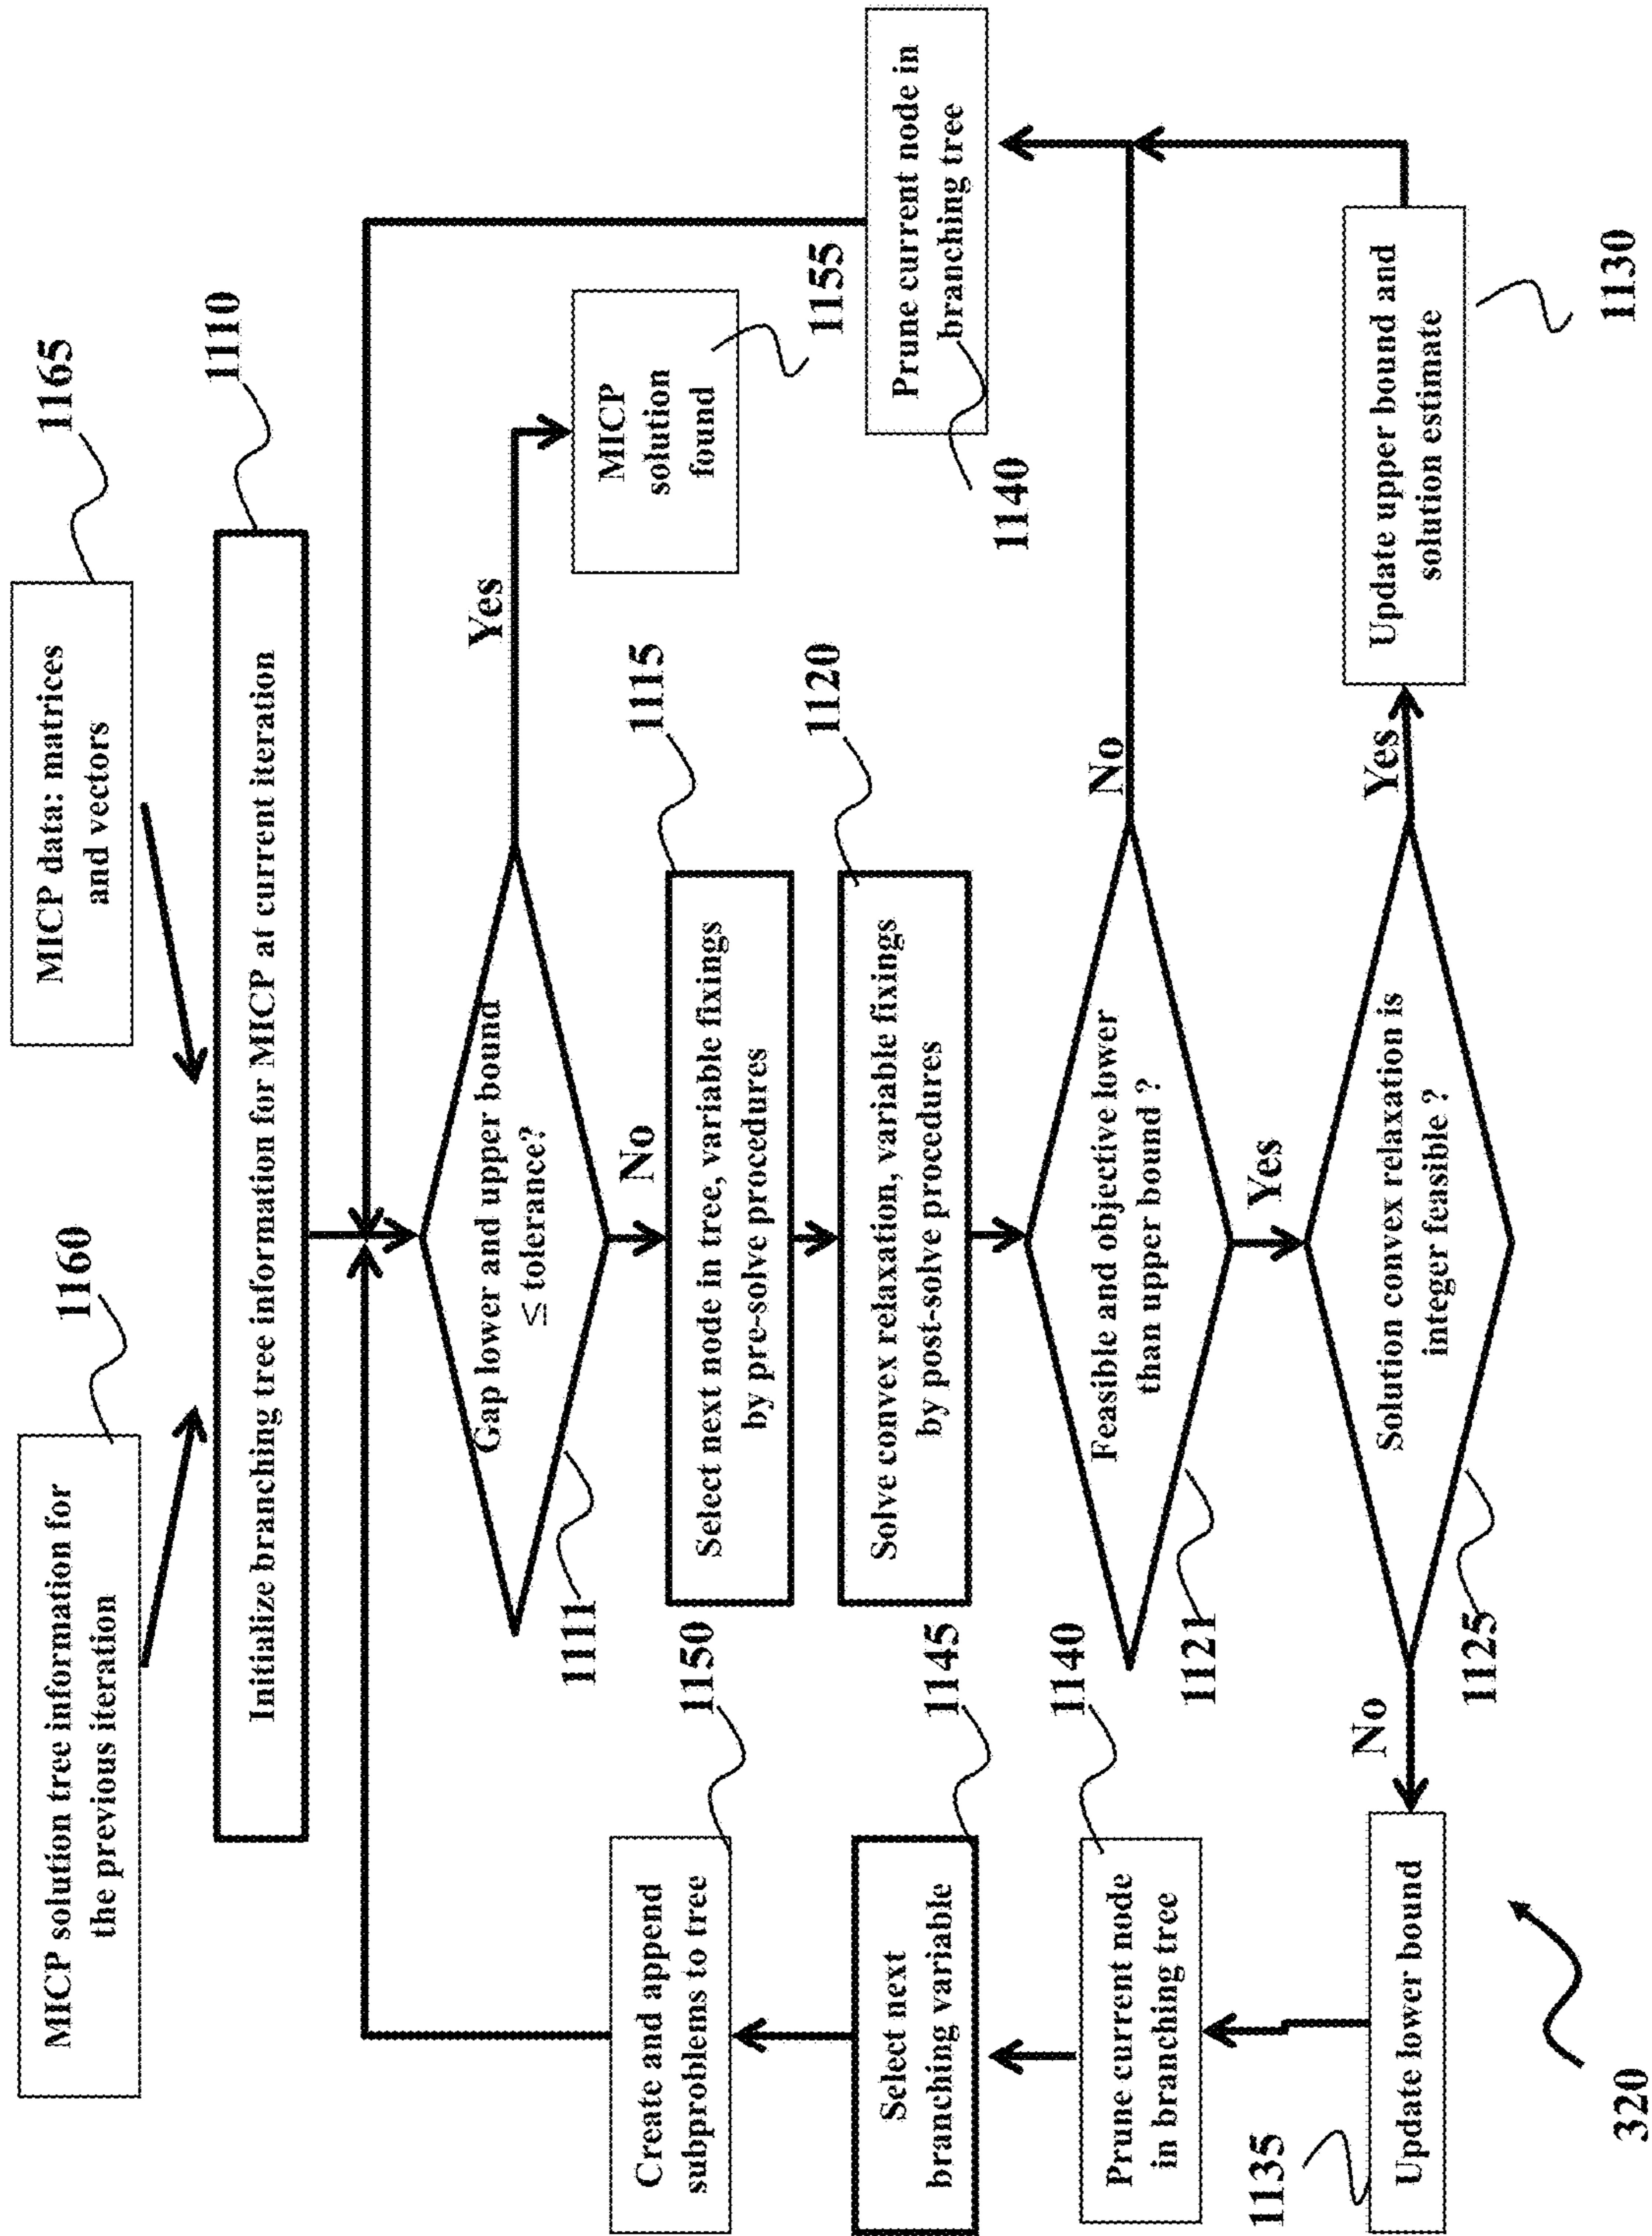 MICP solution tree information for
the previous iteration
1160
MICP data: matrices
and vectors
1165
Initialize branching tree information for MICP at current iteration
1110
Gap lower and upper bound
≤ tolerance?
1111
Yes
No
MICP
solution
found
1155
Create and append
subproblems to tree
1150
Select next node in tree, variable fixings
by pre-solve procedures
1115
Select next
branching variable
1145
Solve convex relaxation, variable fixings
by post-solve procedures
1120
Prune current node in
branching tree
1140
Prune current node
in branching tree
1140
Feasible and objective lower
than upper bound ?
1121
No
Yes
Update lower bound
1135
No
Solution convex relaxation is
integer feasible ?
1125
Yes
Update upper bound and
solution estimate
1130
320